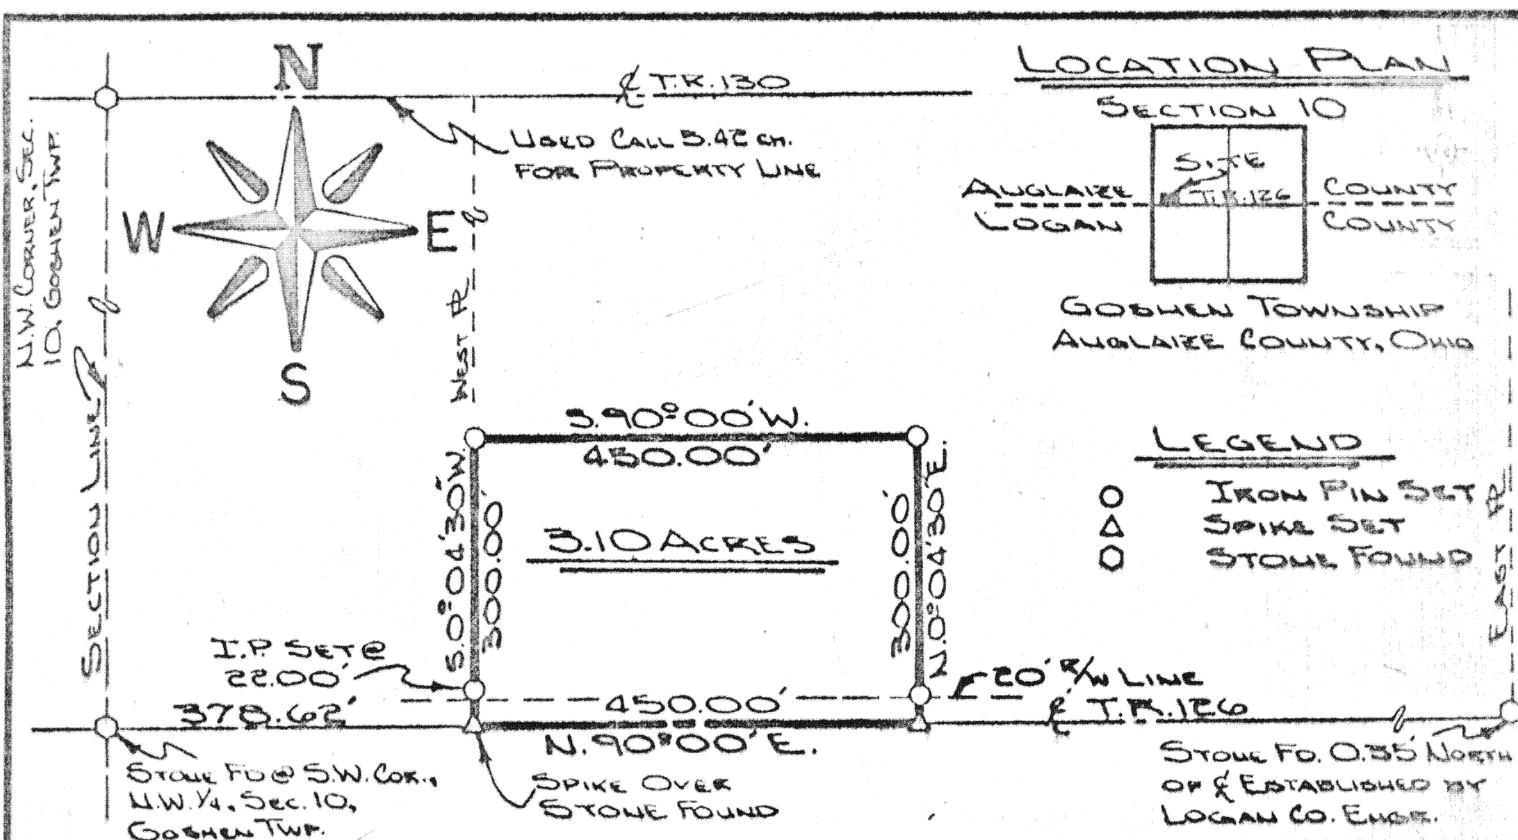 LOCATION PLAN
SECTION 10
SITE
T.R. 126
AUGLAIZE COUNTY
LOGAN COUNTY
GOSHEN TOWNSHIP
AUGLAIZE COUNTY, OHIO
N
W
E
S
℄ T.R. 130
USED CALL 5.42 CH.
FOR PROPERTY LINE
N.W. CORNER, SEC.
10, GOSHEN TWP.
SECTION LINE
WEST ℞
S. 90° 00' W.
450.00'
S. 0° 04' 30" W.
300.00'
3.10 ACRES
300.00'
N. 0° 04' 30" E.
LEGEND
IRON PIN SET
SPIKE SET
STONE FOUND
EAST ℞
I.P. SET @
22.00'
20' R/W LINE
378.62'
450.00'
℄ T.R. 126
N. 90° 00' E.
STONE FD @ S.W. COR.,
N.W. 1/4, SEC. 10,
GOSHEN TWP.
SPIKE OVER
STONE FOUND
STONE FD. 0.35' NORTH
OF ℄ ESTABLISHED BY
LOGAN CO. ENGR.